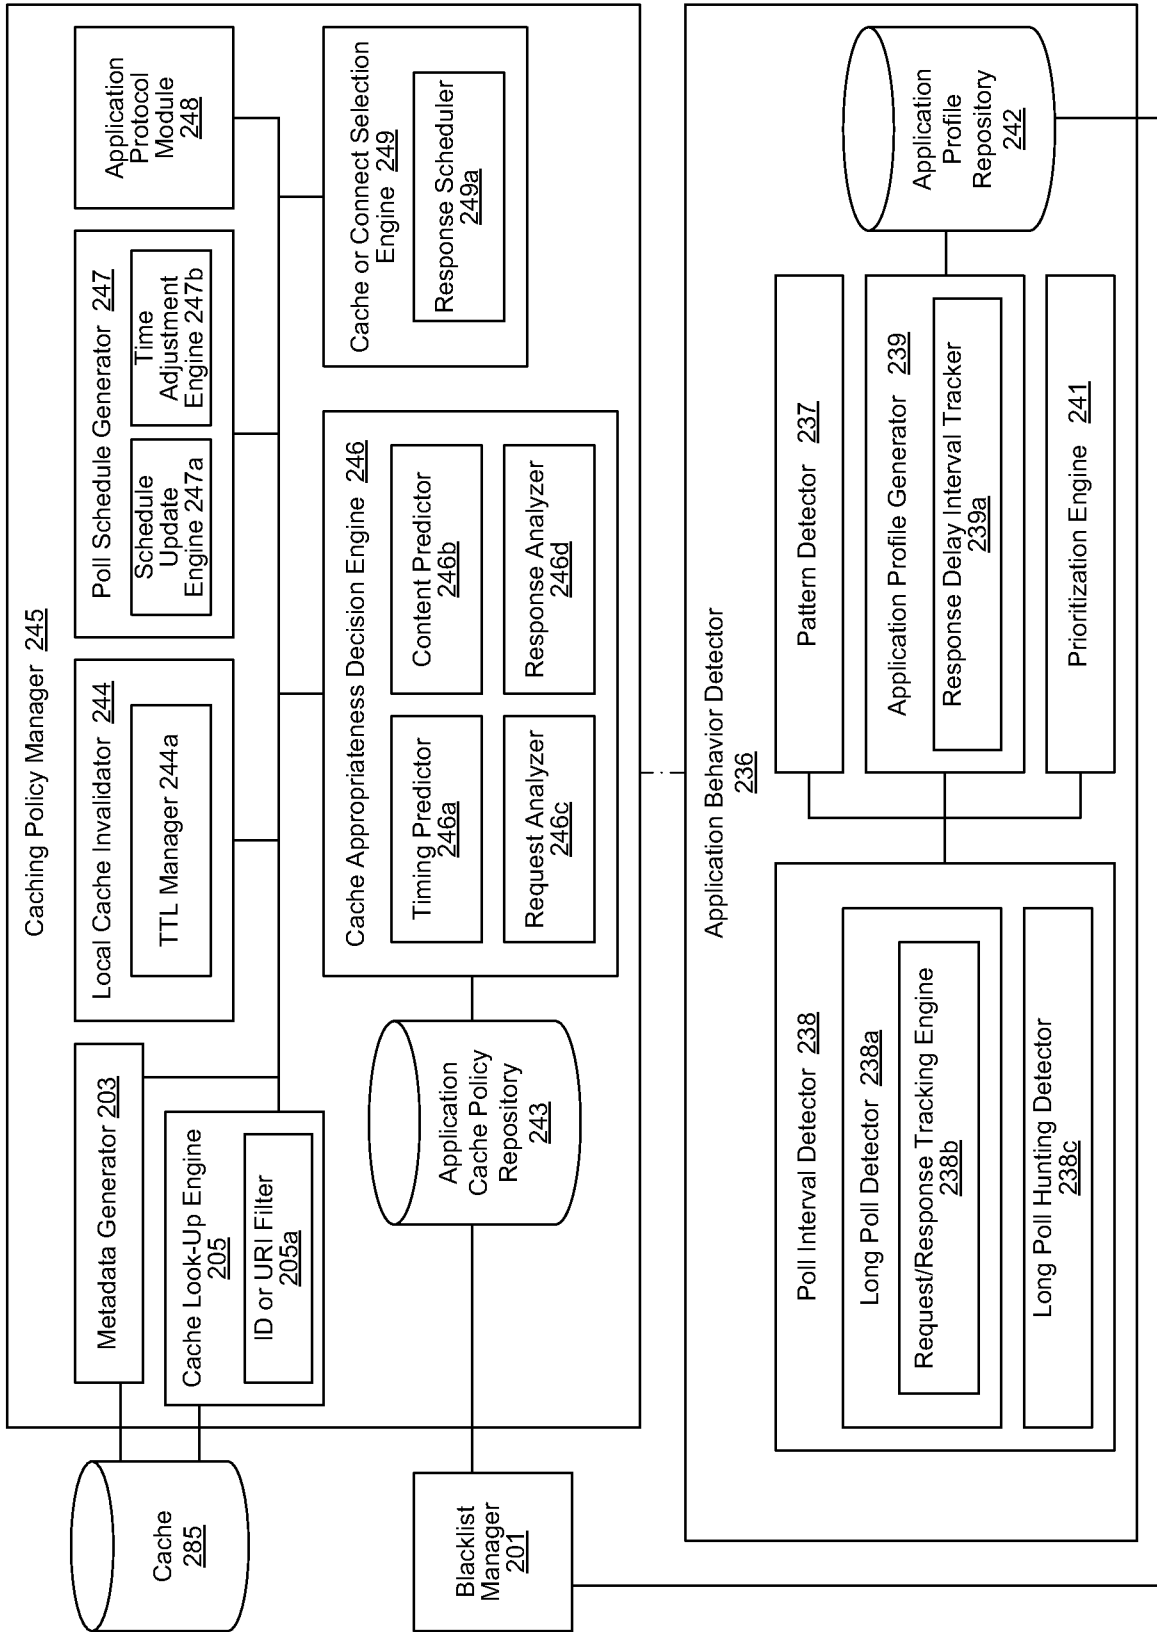 Caching Policy Manager 245
Cache
285
Metadata Generator 203
Cache Look-Up Engine
205
ID or URI Filter
205a
Local Cache Invalidator 244
TTL Manager 244a
Poll Schedule Generator 247
Schedule
Update
Engine 247a
Time
Adjustment
Engine 247b
Application
Protocol
Module
248
Blacklist
Manager
201
Application
Cache Policy
Repository
243
Cache Appropriateness Decision Engine 246
Timing Predictor
246a
Content Predictor
246b
Request Analyzer
246c
Response Analyzer
246d
Cache or Connect Selection
Engine 249
Response Scheduler
249a
Application Behavior Detector
236
Poll Interval Detector 238
Long Poll Detector 238a
Request/Response Tracking Engine
238b
Long Poll Hunting Detector
238c
Pattern Detector 237
Application Profile Generator 239
Response Delay Interval Tracker
239a
Prioritization Engine 241
Application
Profile
Repository
242